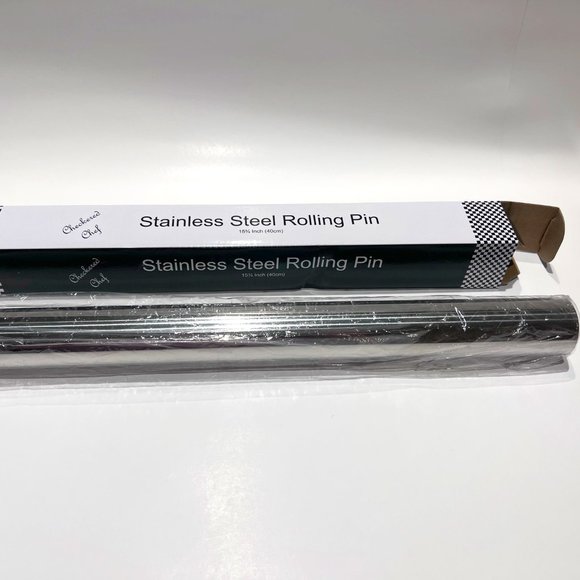 Checkered
Chef
Stainless Steel Rolling Pin
15¾ Inch (40cm)
Checkered
Chef
Stainless Steel Rolling Pin
15¾ Inch (40cm)